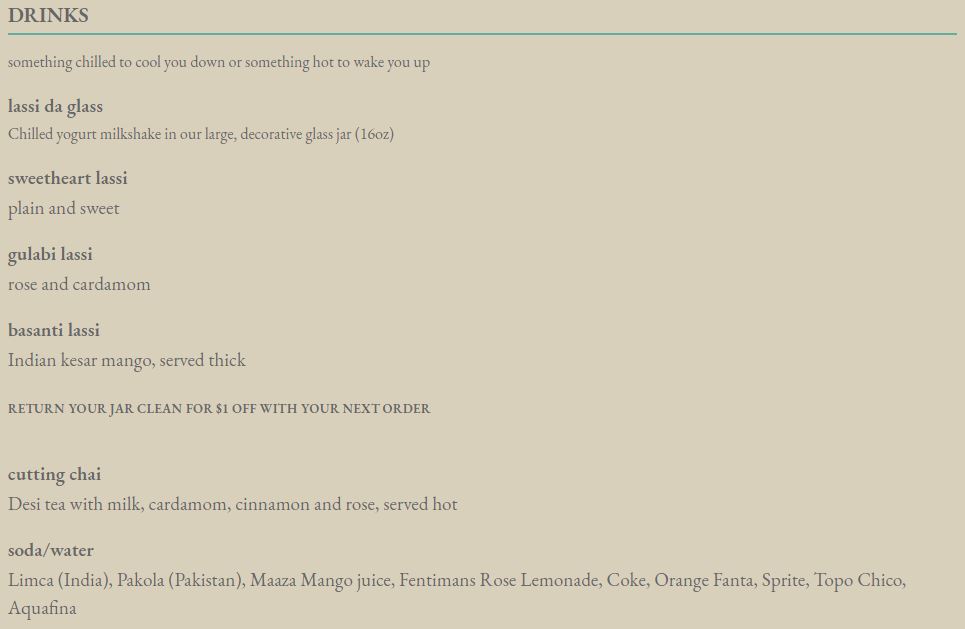 DRINKS
something chilled to cool you down or something hot to wake you up
lassi da glass
Chilled yogurt milkshake in our large, decorative glass jar (16oz)
sweetheart lassi
plain and sweet
gulabi lassi
rose and cardamom
basanti lassi
Indian kesar mango, served thick
RETURN YOUR JAR CLEAN FOR $1 OFF WITH YOUR NEXT ORDER
cutting chai
Desi tea with milk, cardamom, cinnamon and rose, served hot
soda/water
Limca (India), Pakola (Pakistan), Maaza Mango juice, Fentimans Rose Lemonade, Coke, Orange Fanta, Sprite, Topo Chico,
Aquafina